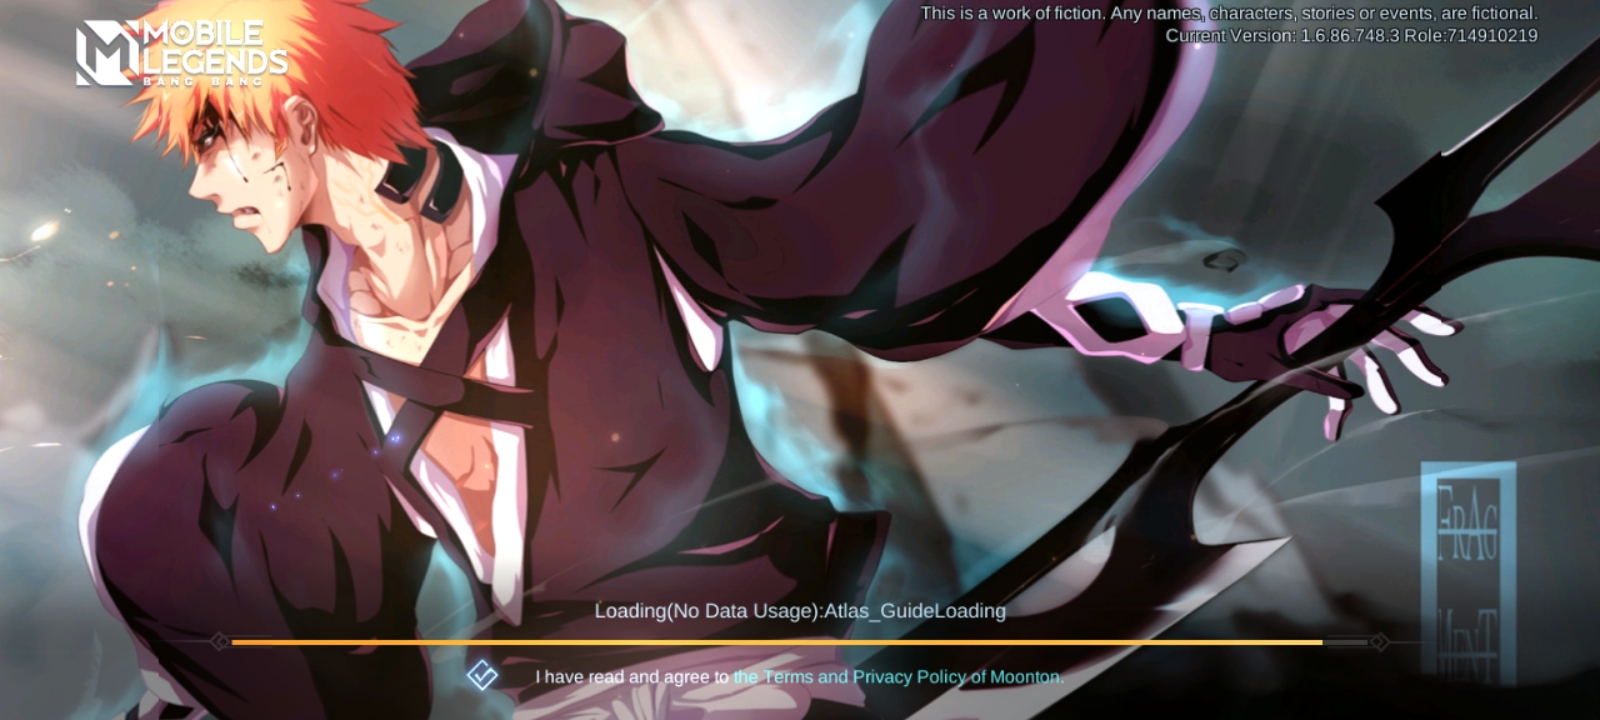 MOBILE
LEGENDS
BANG BANG
This is a work of fiction. Any names, characters, stories or events, are fictional.
Current Version: 1.6.86.748.3 Role:714910219
FRAG
MENT
Loading(No Data Usage):Atlas_GuideLoading
I have read and agree to the Terms and Privacy Policy of Moonton.